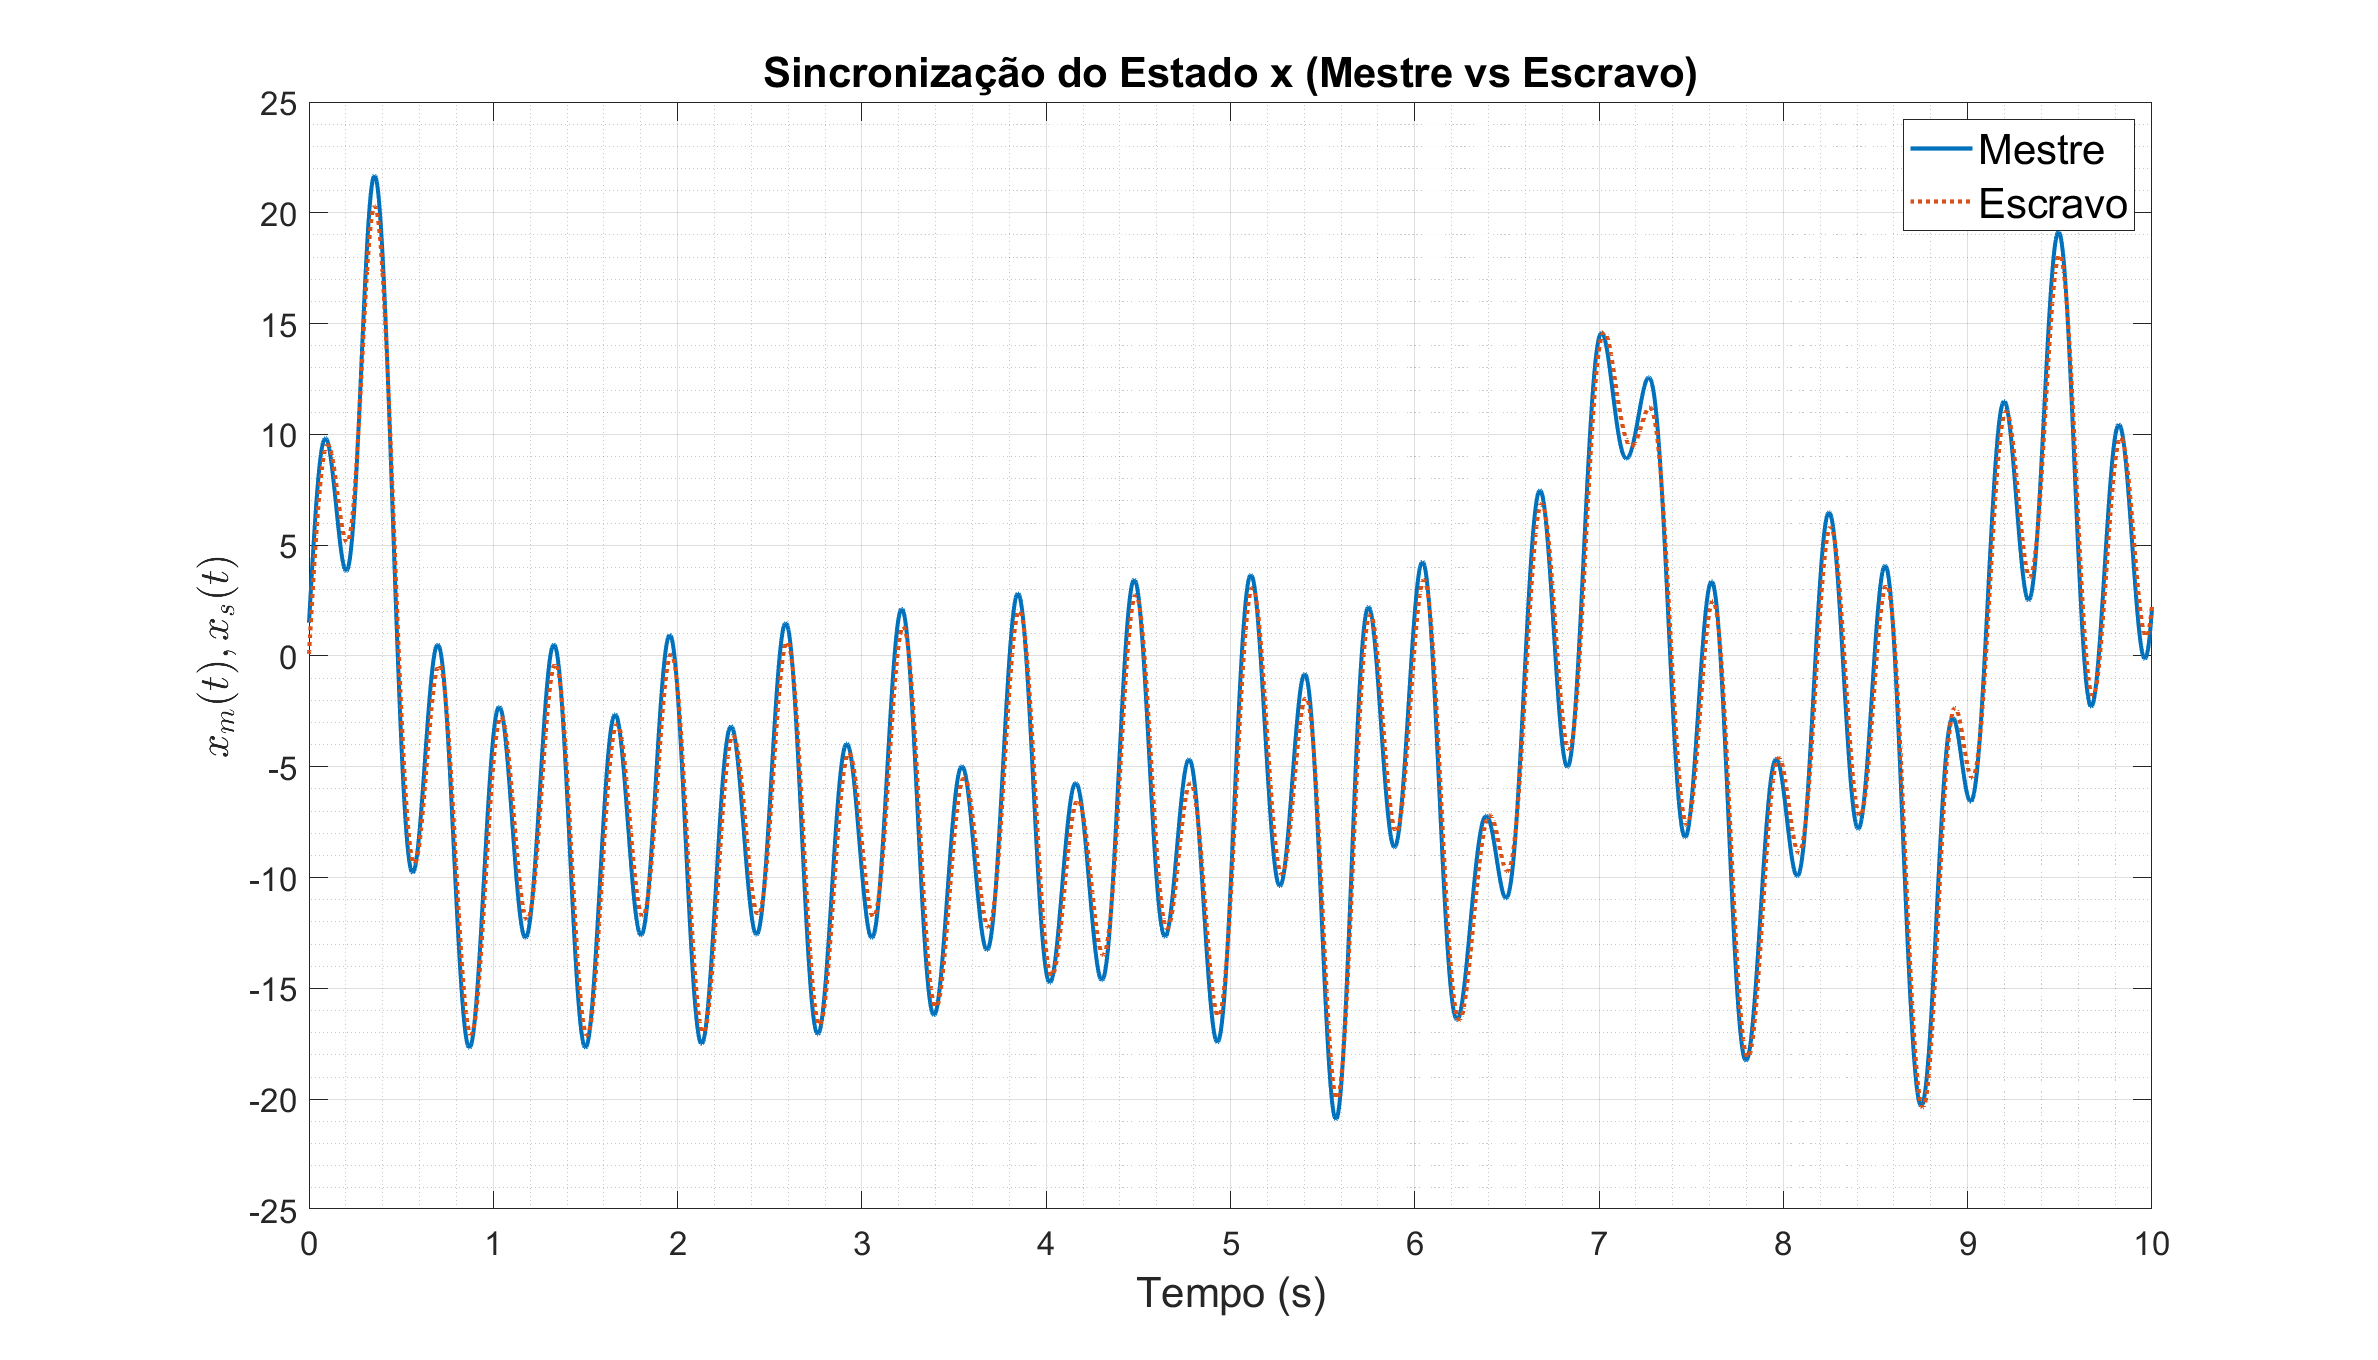 Sincronização do Estado x (Mestre vs Escravo)
25
20
15
10
5
0
-5
-10
-15
-20
-25
x_m(t), x_s(t)
Mestre
Escravo
0 1 2 3 4 5 6 7 8 9 10
Tempo (s)